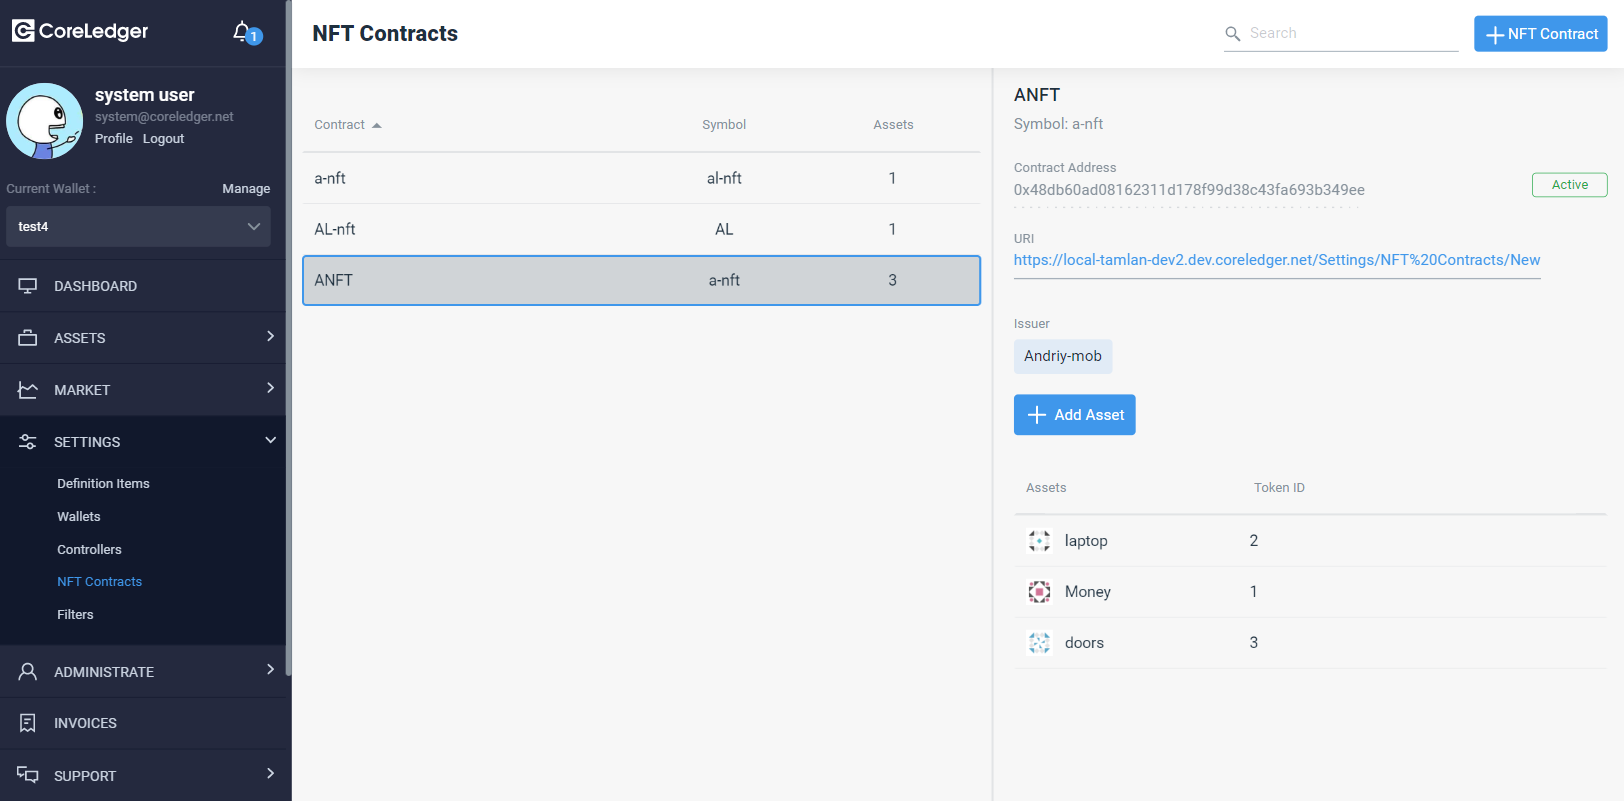 CoreLedger
1
system user
system@coreledger.net
Profile Logout
Current Wallet : Manage
test4
DASHBOARD
ASSETS
MARKET
SETTINGS
Definition Items
Wallets
Controllers
NFT Contracts
Filters
ADMINISTRATE
INVOICES
SUPPORT
NFT Contracts
Search
NFT Contract
Contract Symbol Assets
a-nft al-nft 1
AL-nft AL 1
ANFT a-nft 3
ANFT
Symbol: a-nft
Contract Address
0x48db60ad08162311d178f99d38c43fa693b349ee
Active
URI
https://local-tamlan-dev2.dev.coreledger.net/Settings/NFT%20Contracts/New
Issuer
Andriy-mob
Add Asset
Assets Token ID
laptop 2
Money 1
doors 3